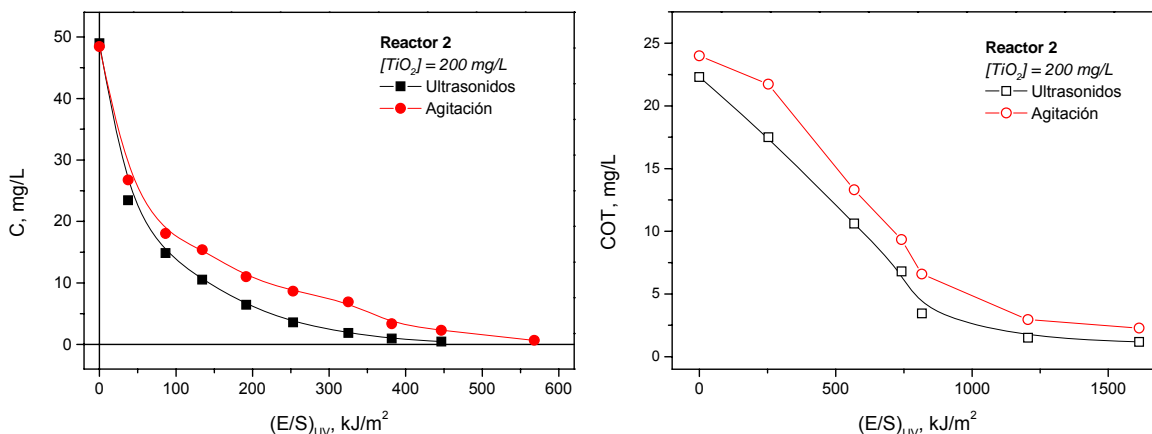 Reactor 2
[TiO2] = 200 mg/L
Ultrasonidos
Agitación
C, mg/L
50
40
30
20
10
0
0 100 200 300 400 500 600
(E/S)UV, kJ/m2
Reactor 2
[TiO2] = 200 mg/L
Ultrasonidos
Agitación
COT, mg/L
25
20
15
10
5
0
0 500 1000 1500
(E/S)UV, kJ/m2